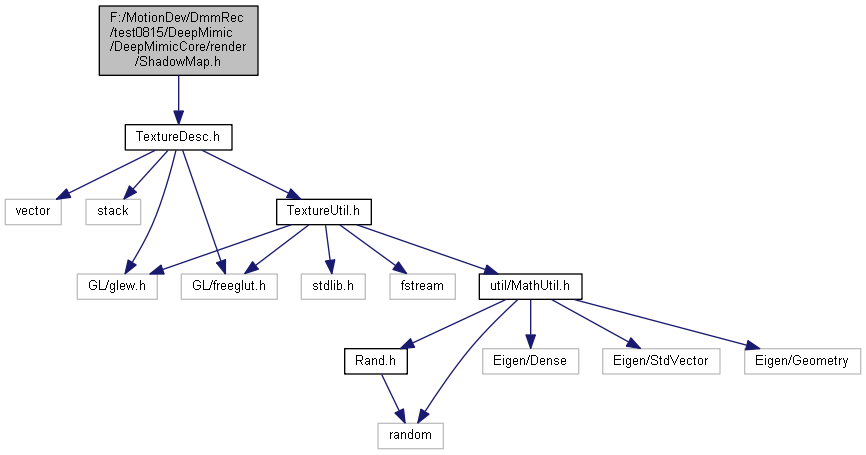 F:/MotionDev/DmmRec
/test0815/DeepMimic
/DeepMimicCore/render
/ShadowMap.h
TextureDesc.h
vector
stack
TextureUtil.h
GL/glew.h
GL/freeglut.h
stdlib.h
fstream
util/MathUtil.h
Rand.h
Eigen/Dense
Eigen/StdVector
Eigen/Geometry
random